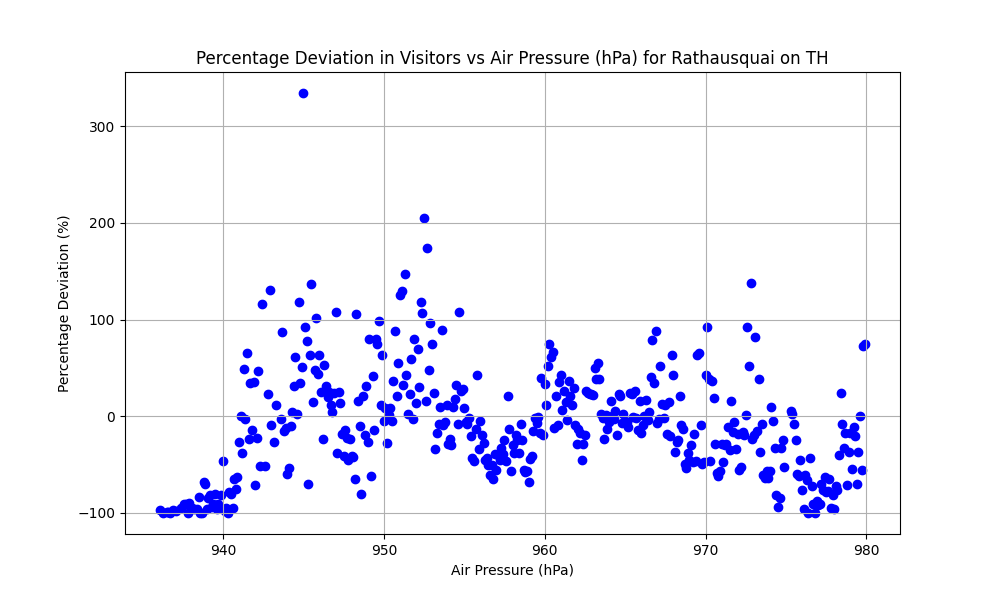 Percentage Deviation in Visitors vs Air Pressure (hPa) for Rathausquai on TH
300
200
100
0
−100
Percentage Deviation (%)
940 950 960 970 980
Air Pressure (hPa)